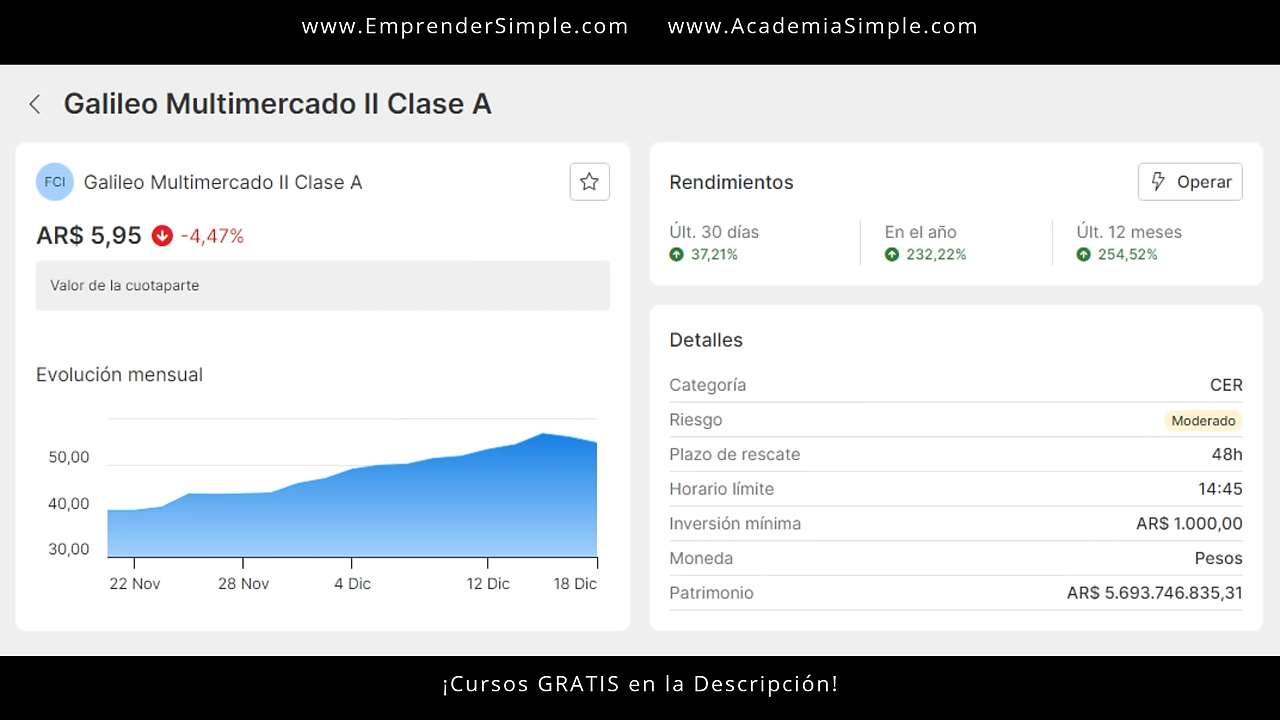 www.EmprenderSimple.com www.AcademiaSimple.com
Galileo Multimercado II Clase A
FCI Galileo Multimercado II Clase A
ARS$ 5,95 -4,47%
Valor de la cuotaparte
Evolución mensual
50,00
40,00
30,00
22 Nov 28 Nov 4 Dic 12 Dic 18 Dic
Rendimientos Operar
Últ. 30 días En el año Últ. 12 meses
37,21% 232,22% 254,52%
Detalles
Categoría CER
Riesgo Moderado
Plazo de rescate 48h
Horario límite 14:45
Inversión mínima ARS$ 1.000,00
Moneda Pesos
Patrimonio ARS$ 5.693.746.835,31
¡Cursos GRATIS en la Descripción!